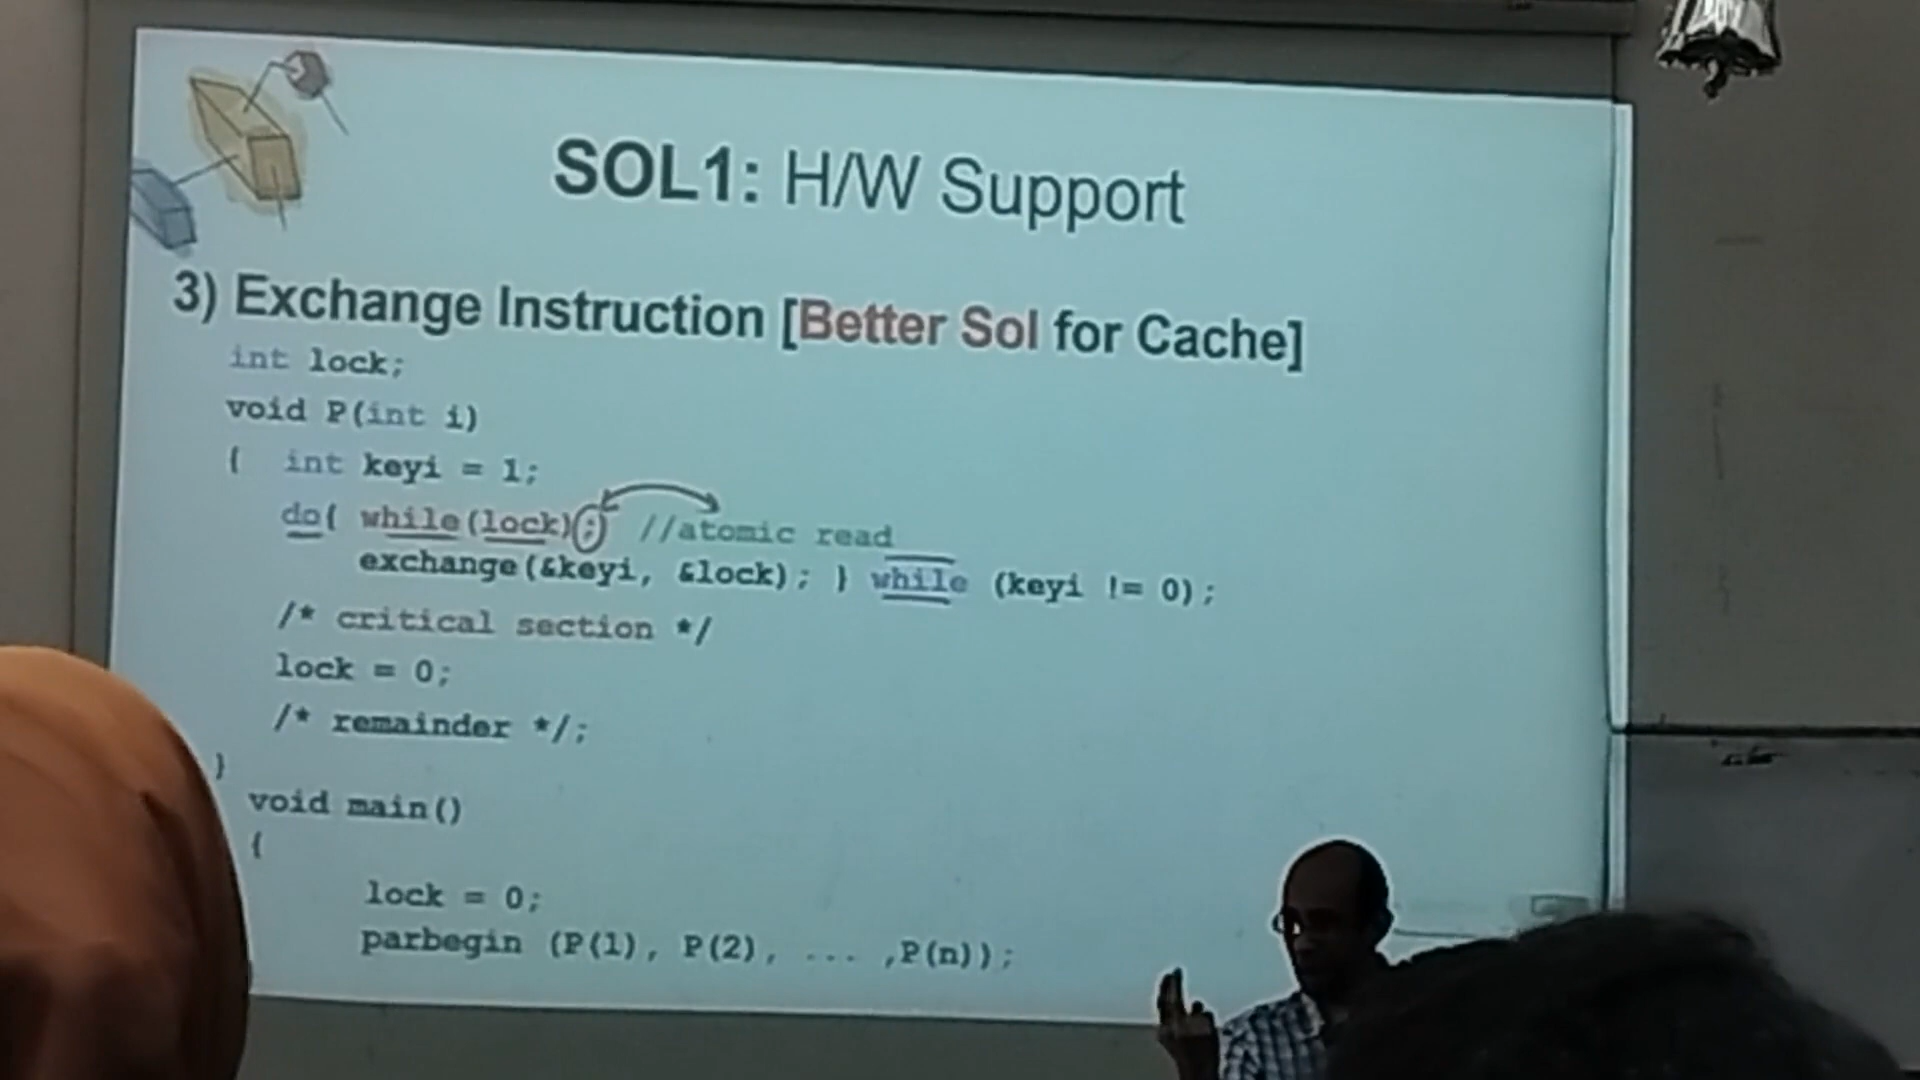 SOL1: H/W Support
3) Exchange Instruction [Better Sol for Cache]
int lock;
void P(int i)
{ int keyi = 1;
do{ while(lock); //atomic read
exchange(&keyi, &lock); } while (keyi != 0);
/* critical section */
lock = 0;
/* remainder */;
}
void main()
{
lock = 0;
parbegin (P(1), P(2), ... ,P(n));